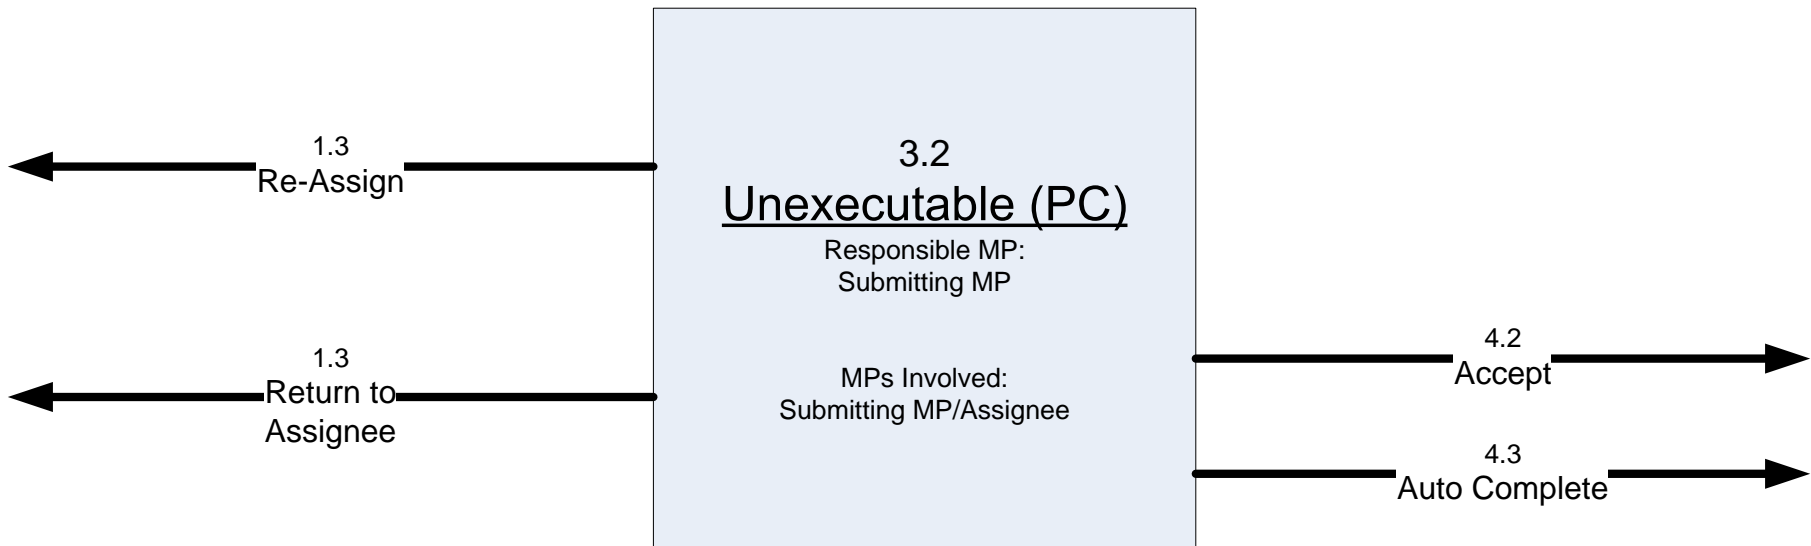 1.3
Re-Assign
1.3
Return to
Assignee
3.2
Unexecutable (PC)
Responsible MP:
Submitting MP
MPs Involved:
Submitting MP/Assignee
4.2
Accept
4.3
Auto Complete